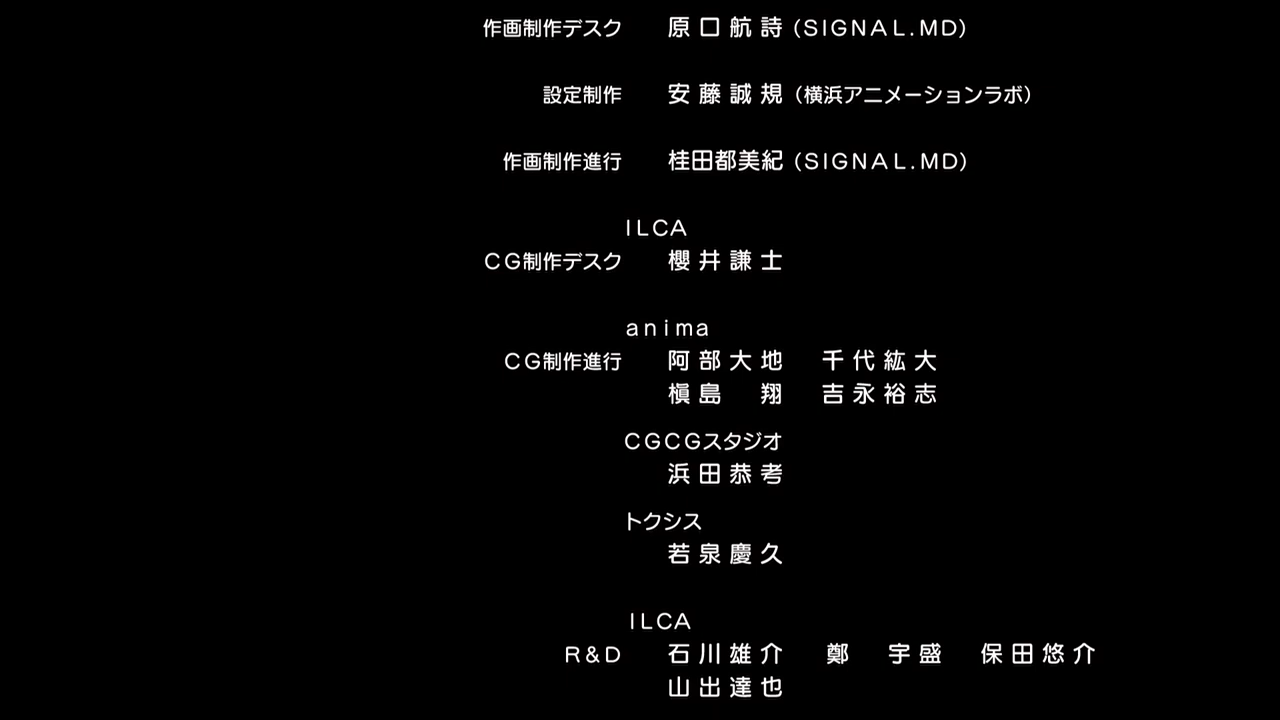 作画制作デスク 原口航詩(SIGNAL.MD)
設定制作 安藤誠規(横浜アニメーションラボ)
作画制作進行 桂田都美紀(SIGNAL.MD)
ILCA
CG制作デスク 櫻井謙士
anima
CG制作進行 阿部大地 千代紘大
槇島 翔 吉永裕志
CGCGスタジオ
浜田恭考
トクシス
若泉慶久
ILCA
R&D 石川雄介 鄭 宇盛 保田悠介
山出達也